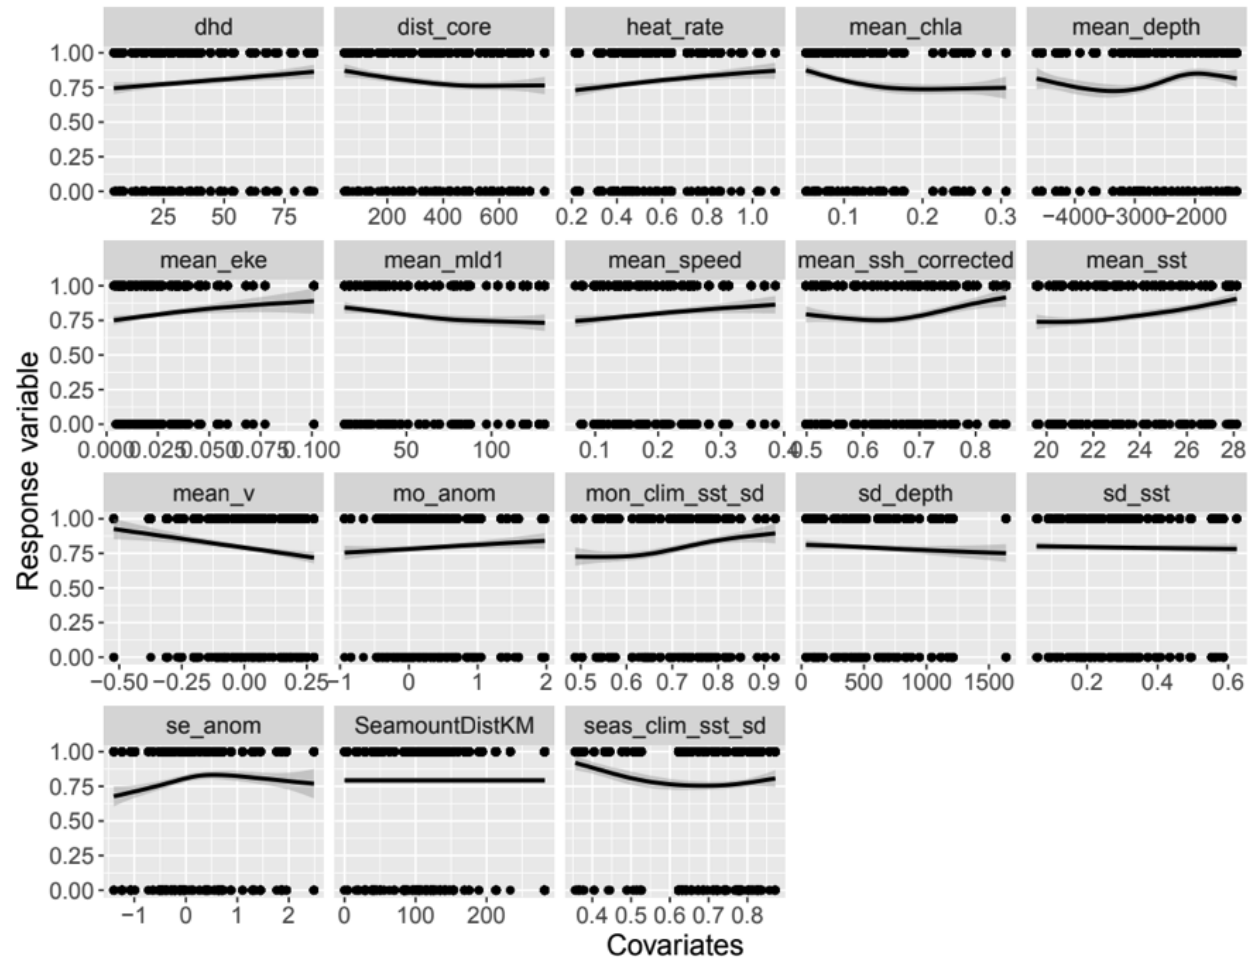 dhd dist_core heat_rate mean_chla mean_depth
1.00
0.75
0.50
0.25
0.00
25 50 75 200 400 600 0.2 0.4 0.6 0.8 1.0 0.1 0.2 0.3 −4000−3000−2000
mean_eke mean_mld1 mean_speed mean_ssh_corrected mean_sst
1.00
0.75
0.50
0.25
0.00
0.000 0.025 0.050 0.075 0.100 50 100 0.1 0.2 0.3 0.4 0.5 0.6 0.7 0.8 20 22 24 26 28
mean_v mo_anom mon_clim_sst_sd sd_depth sd_sst
1.00
0.75
0.50
0.25
0.00
−0.50 −0.25 0.00 0.25 −1 0 1 2 0.5 0.6 0.7 0.8 0.9 0 500 1000 1500 0.2 0.4 0.6
se_anom SeamountDistKM seas_clim_sst_sd
1.00
0.75
0.50
0.25
0.00
−1 0 1 2 0 100 200 0.4 0.5 0.6 0.7 0.8
Response variable
Covariates